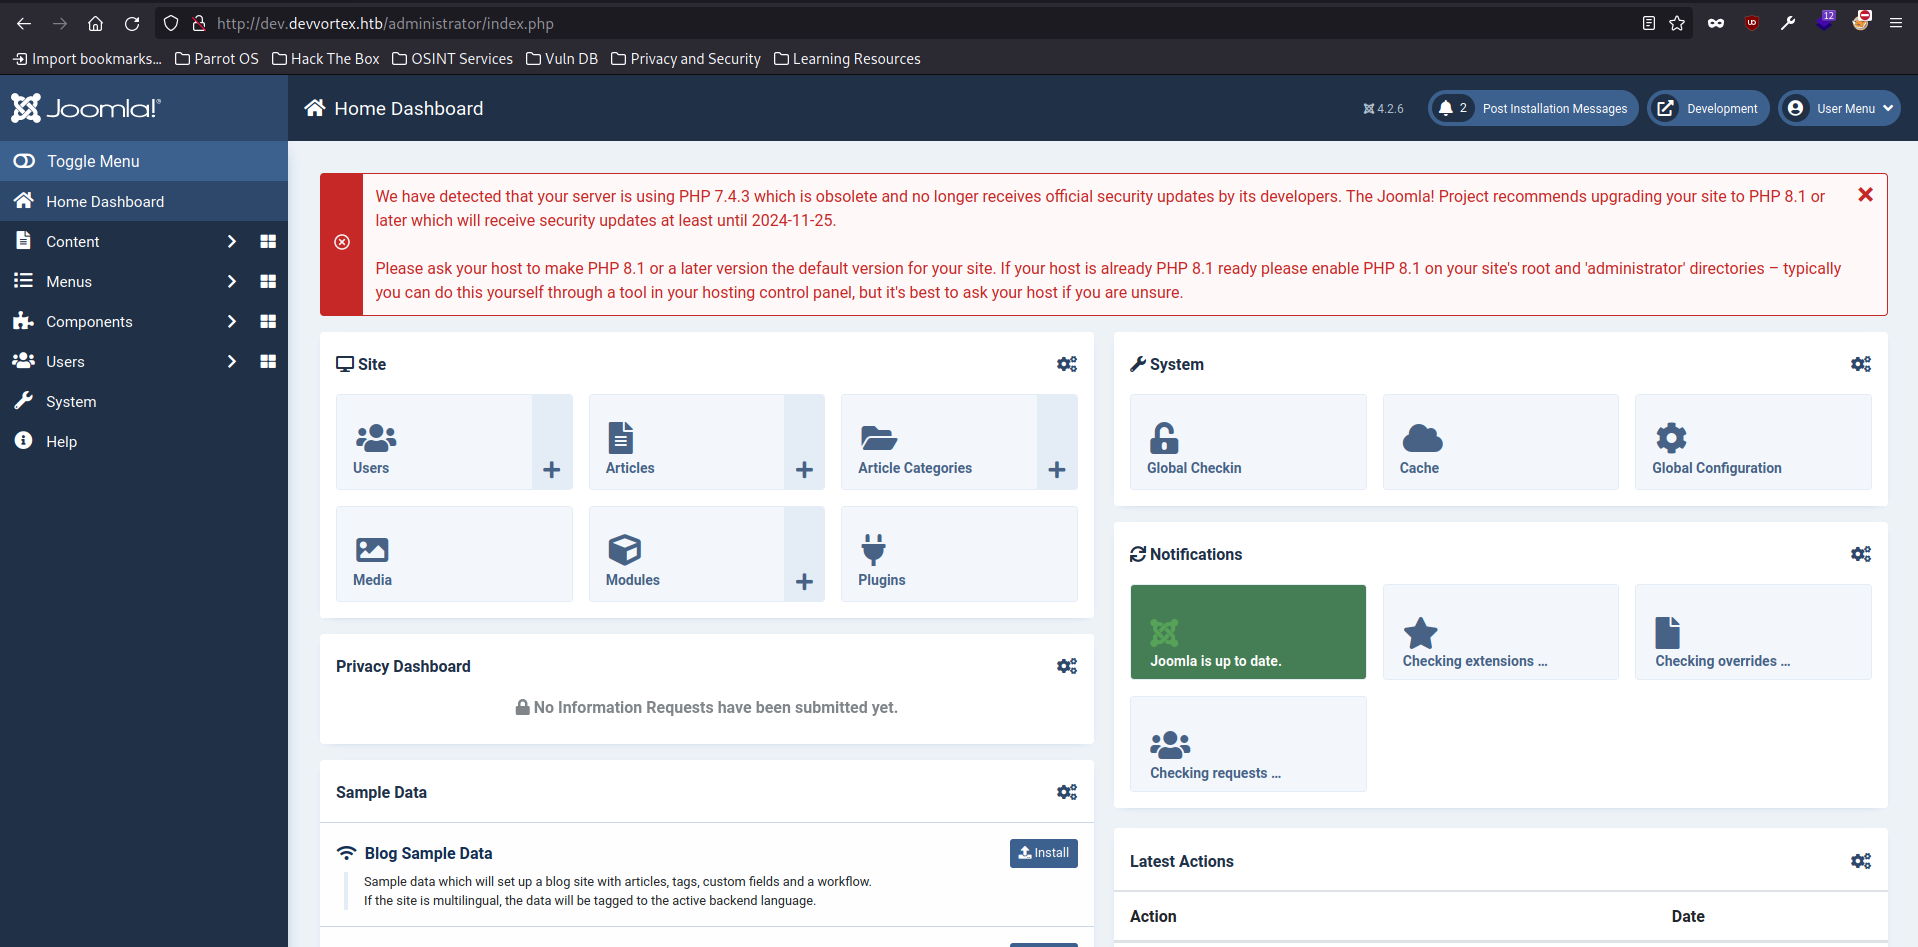 http://dev.devvortex.htb/administrator/index.php
12
Import bookmarks...
Parrot OS
Hack The Box
OSINT Services
Vuln DB
Privacy and Security
Learning Resources
Joomla!®
Home Dashboard
4.2.6
2
Post Installation Messages
Development
User Menu
Toggle Menu
Home Dashboard
Content
Menus
Components
Users
System
Help
We have detected that your server is using PHP 7.4.3 which is obsolete and no longer receives official security updates by its developers. The Joomla! Project recommends upgrading your site to PHP 8.1 or
later which will receive security updates at least until 2024-11-25.
Please ask your host to make PHP 8.1 or a later version the default version for your site. If your host is already PHP 8.1 ready please enable PHP 8.1 on your site's root and 'administrator' directories – typically
you can do this yourself through a tool in your hosting control panel, but it's best to ask your host if you are unsure.
Site
Users
Articles
Article Categories
Media
Modules
Plugins
Privacy Dashboard
No Information Requests have been submitted yet.
Sample Data
Blog Sample Data
Install
Sample data which will set up a blog site with articles, tags, custom fields and a workflow.
If the site is multilingual, the data will be tagged to the active backend language.
System
Global Checkin
Cache
Global Configuration
Notifications
Joomla is up to date.
Checking extensions ...
Checking overrides ...
Checking requests ...
Latest Actions
Action
Date